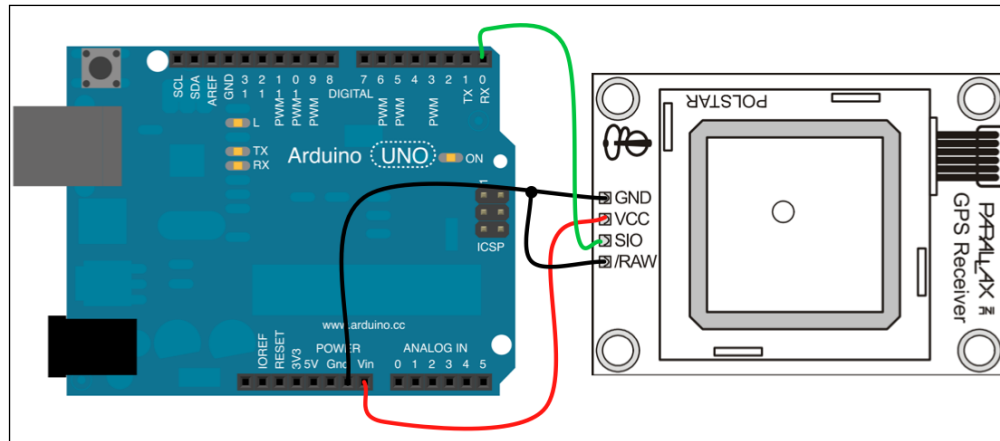 SCL
SDA
AREF
GND
13
12
PWM 11
PWM 10
PWM 9
8
DIGITAL
7
PWM 6
PWM 5
4
PWM 3
2
TX 1
RX 0
L
TX
RX
Arduino UNO
ON
1
ICSP
www.arduino.cc
POWER
IOREF
RESET
3V3
5V Gnd Vin
ANALOG IN
0 1 2 3 4 5
POLSTAR
GND
VCC
SIO
/RAW
PARALLAX
GPS Receiver